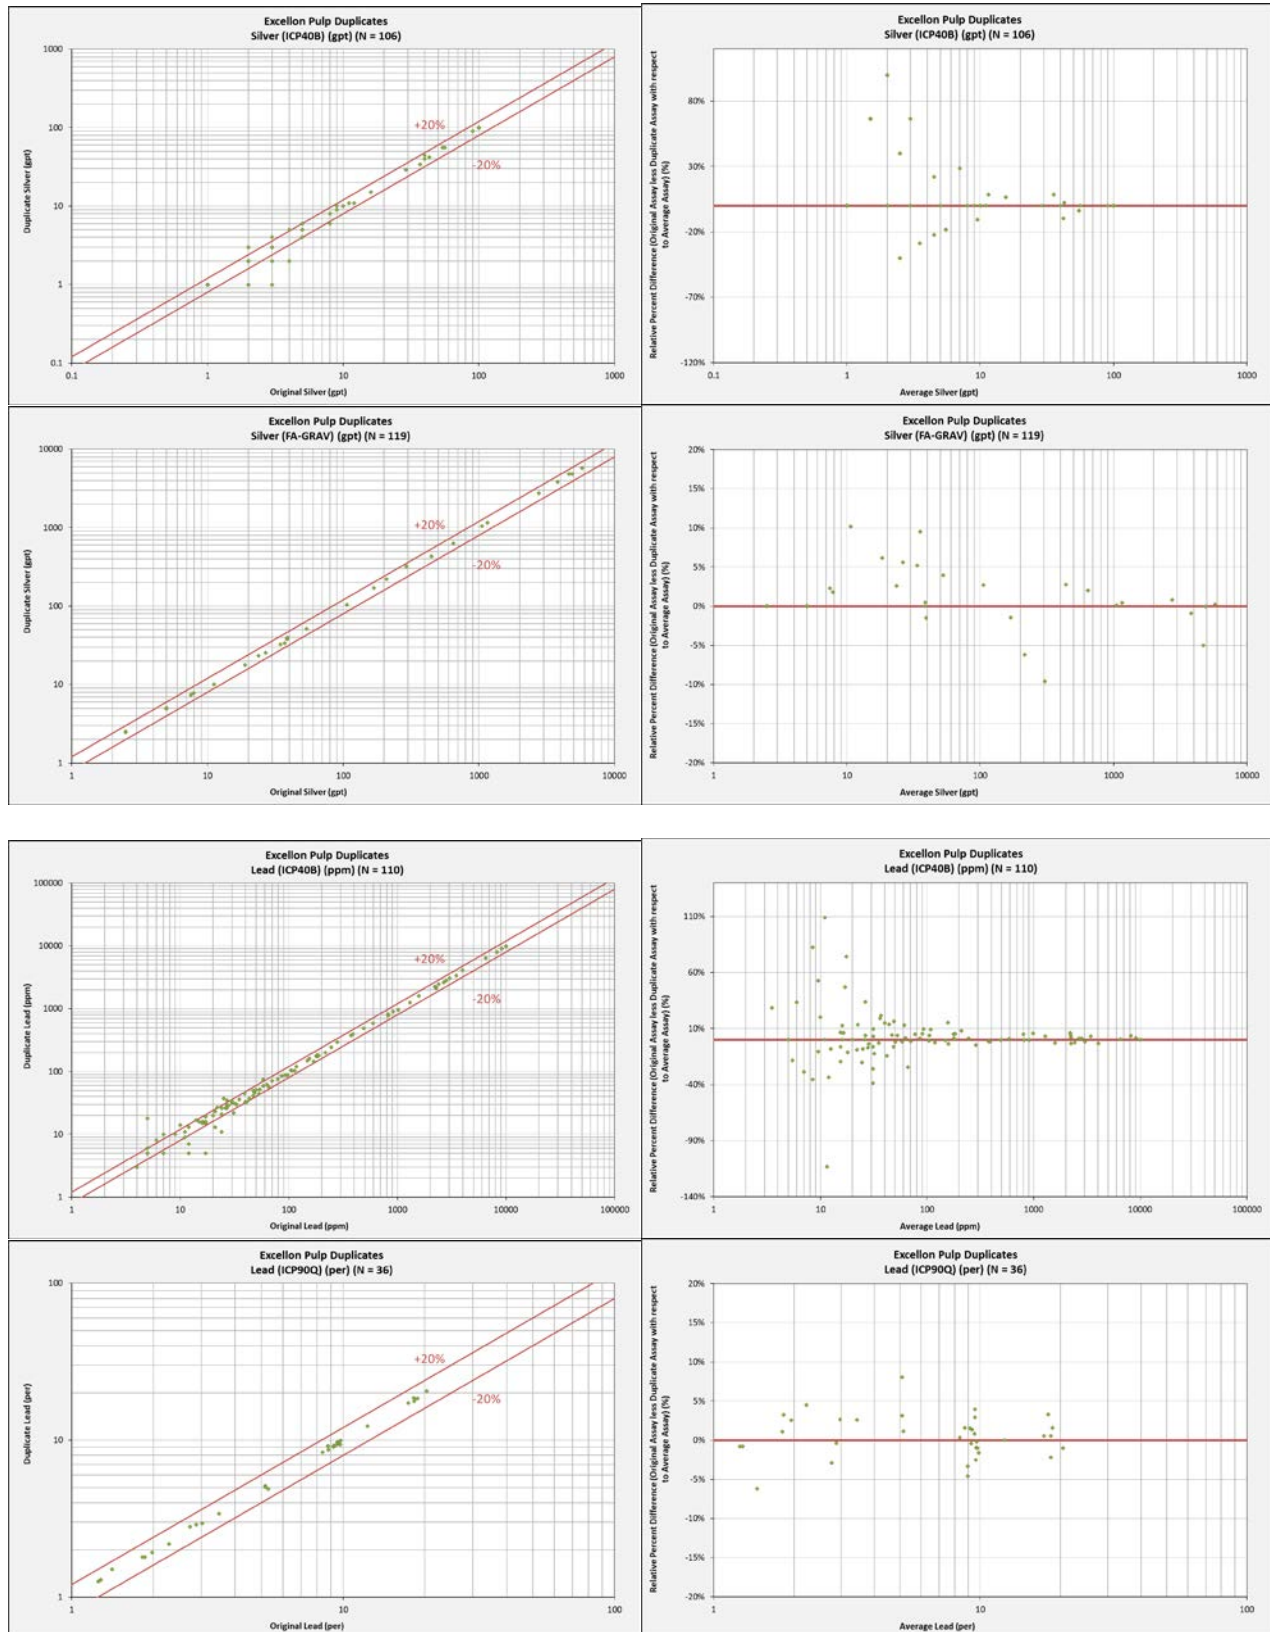 Excellon Pulp Duplicates
Silver (ICP40B) (gpt) (N = 106)
1000
100
10
1
0.1
Duplicate Silver (gpt)
+20%
-20%
0.1
1
10
100
1000
Original Silver (gpt)
Excellon Pulp Duplicates
Silver (ICP40B) (gpt) (N = 106)
Relative Percent Difference (Original Assay less Duplicate Assay with respect
to Average Assay) (%)
80%
30%
-20%
-70%
-120%
0.1
1
10
100
1000
Average Silver (gpt)
Excellon Pulp Duplicates
Silver (FA-GRAV) (gpt) (N = 119)
10000
1000
100
10
1
Duplicate Silver (gpt)
+20%
-20%
1
10
100
1000
10000
Original Silver (gpt)
Excellon Pulp Duplicates
Silver (FA-GRAV) (gpt) (N = 119)
Relative Percent Difference (Original Assay less Duplicate Assay with respect
to Average Assay) (%)
20%
15%
10%
5%
0%
-5%
-10%
-15%
-20%
1
10
100
1000
10000
Average Silver (gpt)
Excellon Pulp Duplicates
Lead (ICP40B) (ppm) (N = 110)
100000
10000
1000
100
10
1
Duplicate Lead (ppm)
+20%
-20%
1
10
100
1000
10000
100000
Original Lead (ppm)
Excellon Pulp Duplicates
Lead (ICP40B) (ppm) (N = 110)
Relative Percent Difference (Original Assay less Duplicate Assay with respect
to Average Assay) (%)
110%
60%
10%
-40%
-90%
-140%
1
10
100
1000
10000
100000
Average Lead (ppm)
Excellon Pulp Duplicates
Lead (ICP90Q) (per) (N = 36)
100
10
1
Duplicate Lead (per)
+20%
-20%
1
10
100
Original Lead (per)
Excellon Pulp Duplicates
Lead (ICP90Q) (per) (N = 36)
Relative Percent Difference (Original Assay less Duplicate Assay with respect
to Average Assay) (%)
20%
15%
10%
5%
0%
-5%
-10%
-15%
-20%
1
10
100
Average Lead (per)